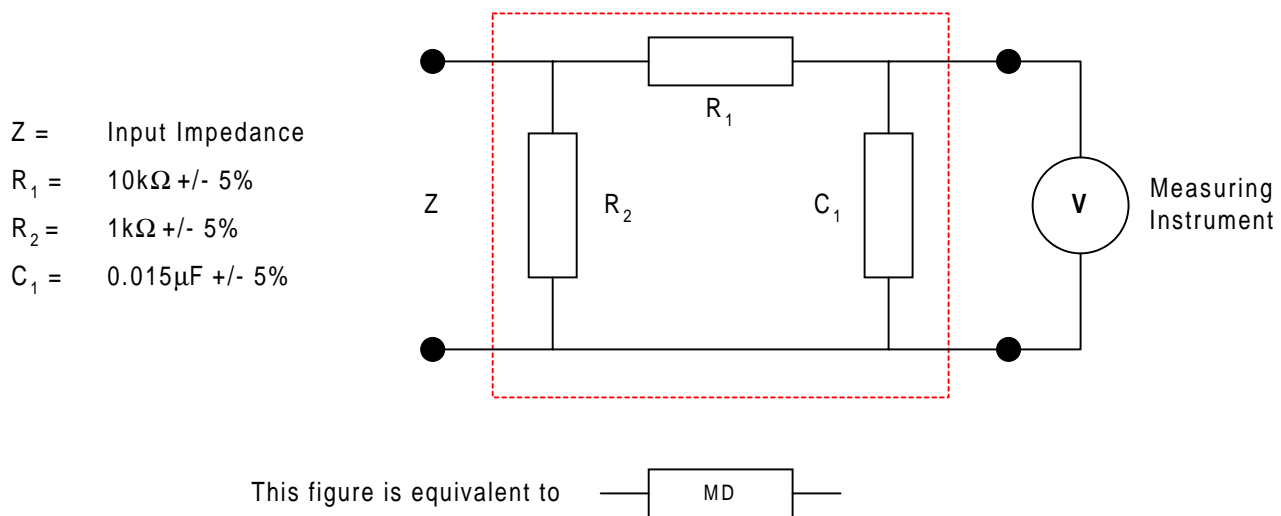 Z = Input Impedance
R1 = 10kΩ +/- 5%
R2 = 1kΩ +/- 5%
C1 = 0.015μF +/- 5%
Z
R1
R2
C1
V
Measuring
Instrument
This figure is equivalent to
MD